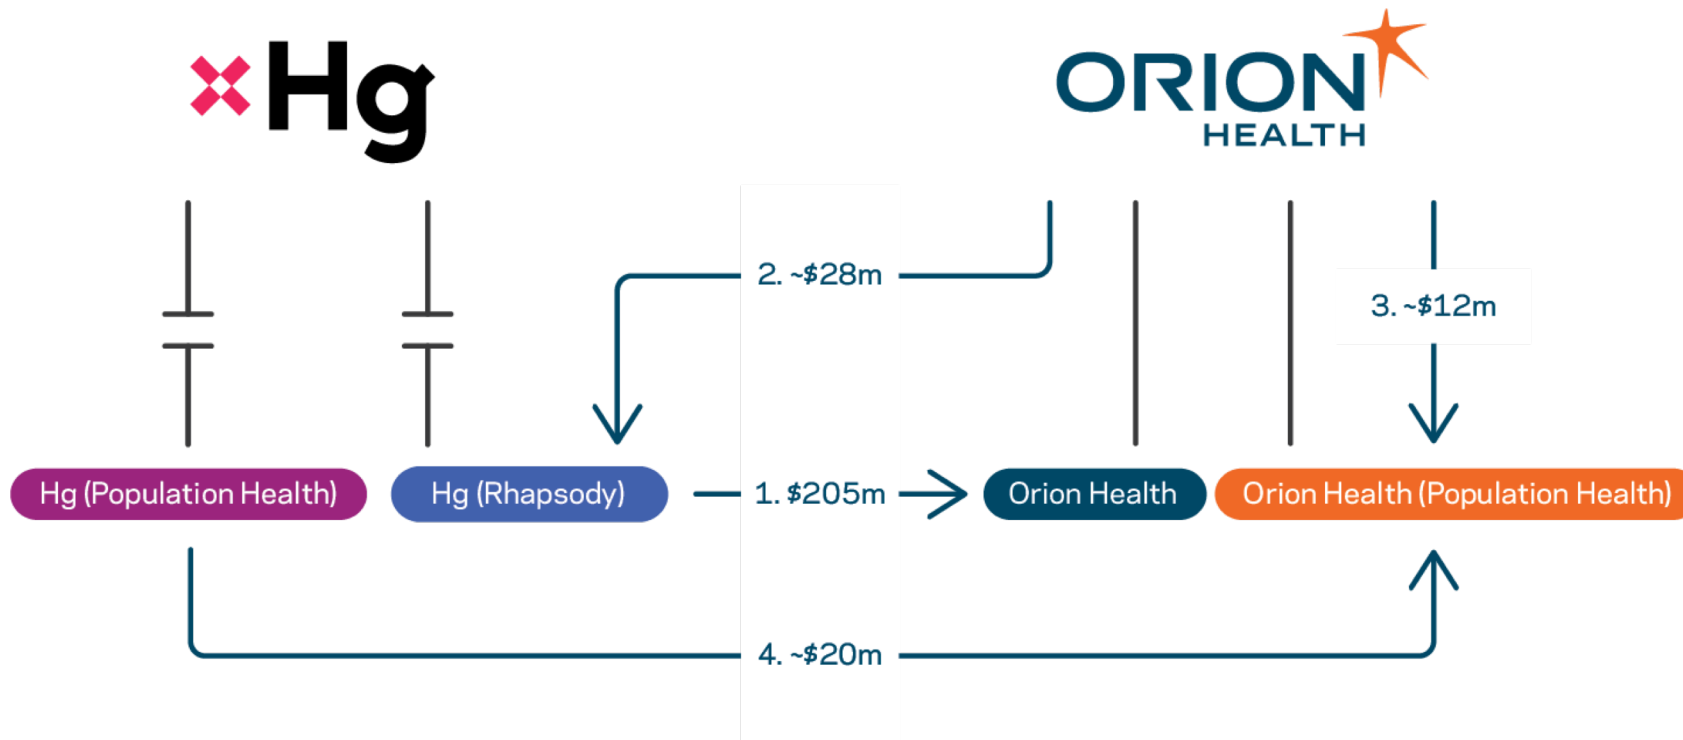 Hg
ORION
HEALTH
2. ~$28m
3. ~$12m
Hg (Population Health)
Hg (Rhapsody)
1. $205m
Orion Health
Orion Health (Population Health)
4. ~$20m